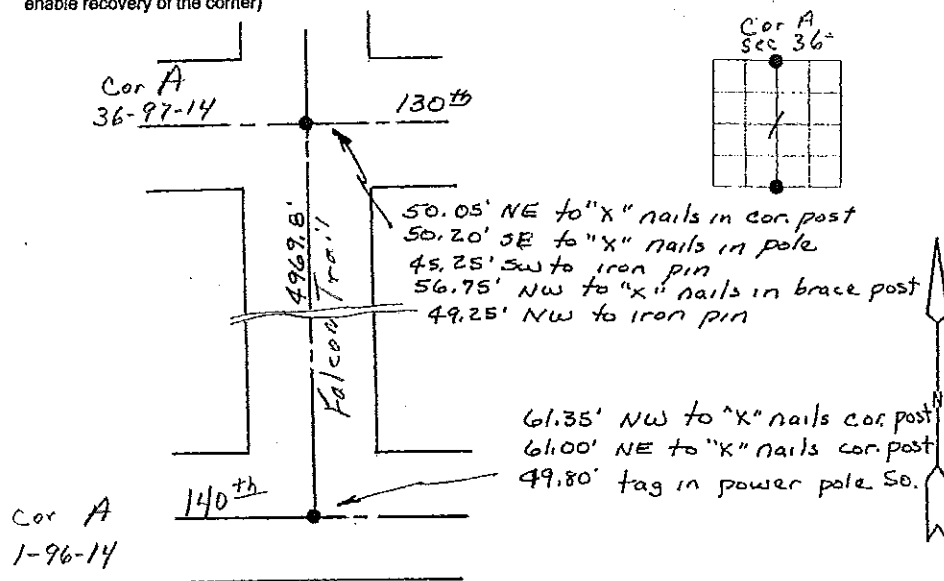 enable recovery of the corner)
Cor A
36-97-14
130th
Cor A
sec 36
50.05' NE to "X" nails in cor. post
50.20' SE to "X" nails in pole
45.25' SW to iron pin
56.75' NW to "X" nails in brace post
49.25' NW to iron pin
4969.8'
Falcon Trail
N
61.35' NW to "X" nails cor. post
61.00' NE to "X" nails cor. post
49.80' tag in power pole So.
140th
Cor A
1-96-14